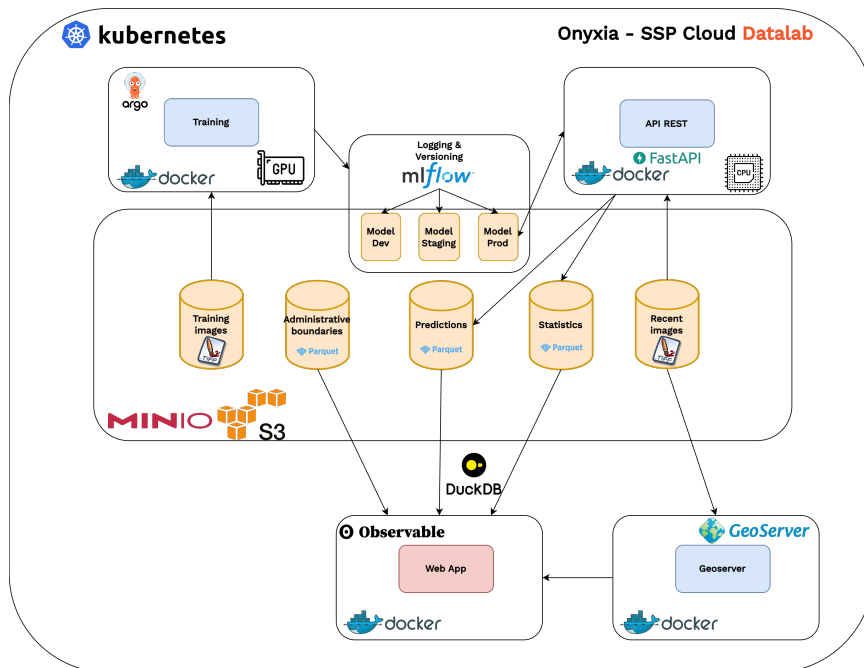 kubernetes
Onyxia - SSP Cloud Datalab
argo
Training
docker
GPU
Logging &
Versioning
mlflow
Model
Dev
Model
Staging
Model
Prod
API REST
FastAPI
docker
CPU
Training
images
TIFF
Administrative
boundaries
Parquet
Predictions
Parquet
Statistics
Parquet
Recent
images
TIFF
MINIO
S3
DuckDB
Observable
Web App
docker
GeoServer
Geoserver
docker